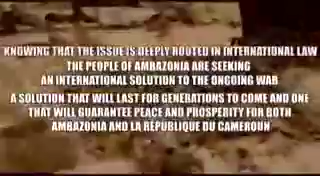 KNOWING THAT THE ISSUE IS DEEPLY ROOTED IN INTERNATIONAL LAW
THE PEOPLE OF AMBAZONIA ARE SEEKING
AN INTERNATIONAL SOLUTION TO THE ONGOING WAR
A SOLUTION THAT WILL LAST FOR GENERATIONS TO COME AND ONE
THAT WILL GUARANTEE PEACE AND PROSPERITY FOR BOTH
AMBAZONIA AND LA RÉPUBLIQUE DU CAMEROUN